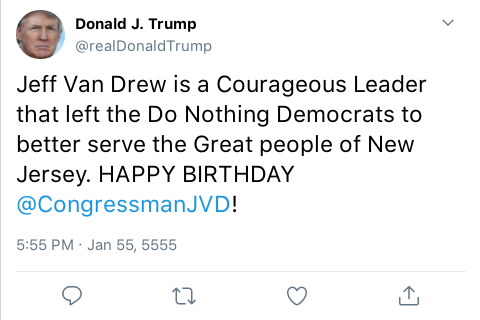 Donald J. Trump
@realDonaldTrump
Jeff Van Drew is a Courageous Leader
that left the Do Nothing Democrats to
better serve the Great people of New
Jersey. HAPPY BIRTHDAY
@CongressmanJVD!
5:55 PM · Jan 55, 5555